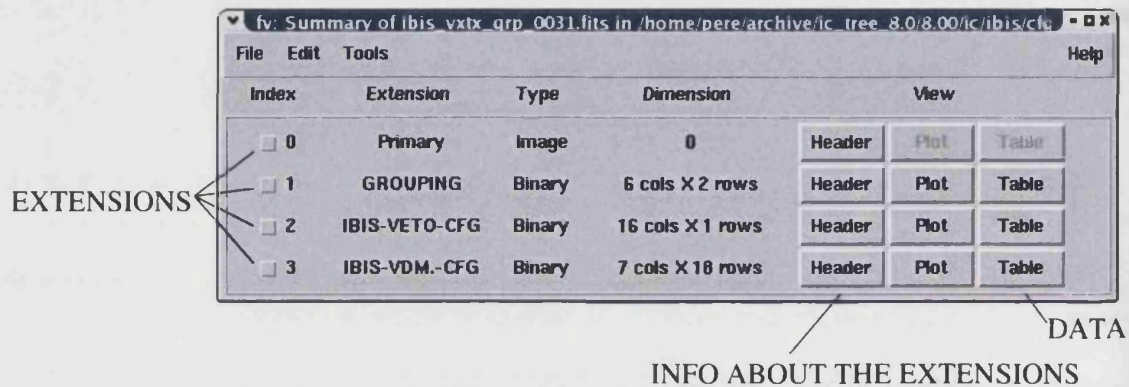 fv: Summary of ibis_vxtx_grp_0031.fits in /home/pere/archive/ic_tree_8.0/8.00/ic/ibis/cfg
File Edit Tools Help
Index Extension Type Dimension View
0 Primary Image 0 Header Plot Table
1 GROUPING Binary 6 cols X 2 rows Header Plot Table
EXTENSIONS
2 IBIS-VETO-CFG Binary 16 cols X 1 rows Header Plot Table
3 IBIS-VDM.-CFG Binary 7 cols X 18 rows Header Plot Table
DATA
INFO ABOUT THE EXTENSIONS